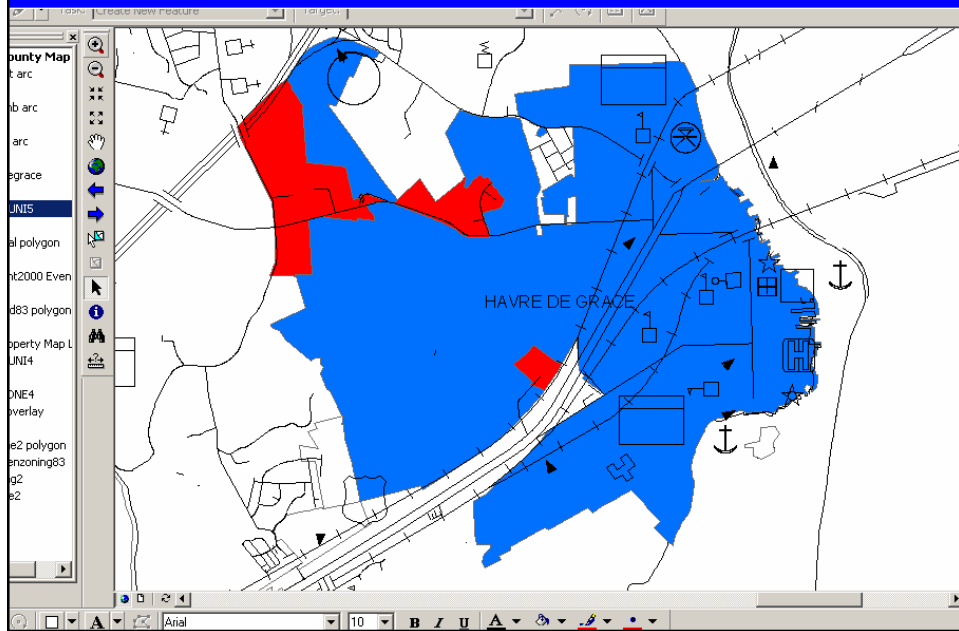 Task: Create New Feature Target:
ounty Map
t arc
nb arc
arc
egrace
UNI5
al polygon
nt2000 Even
d83 polygon
operty Map L
UNI4
ONE4
overlay
e2 polygon
enzoning83
g2
e2
HAVRE DE GRACE
A Arial 10 B I U A